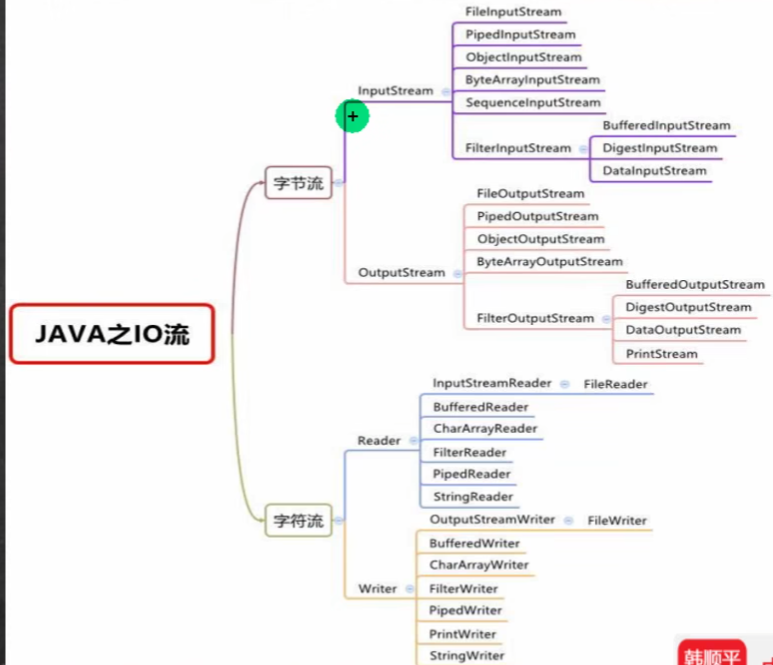 FileInputStream
PipedInputStream
ObjectInputStream
InputStream
ByteArrayInputStream
SequenceInputStream
BufferedInputStream
FilterInputStream
DigestInputStream
DataInputStream
字节流
FileOutputStream
PipedOutputStream
ObjectOutputStream
ByteArrayOutputStream
OutputStream
BufferedOutputStream
DigestOutputStream
FilterOutputStream
DataOutputStream
PrintStream
JAVA之IO流
InputStreamReader
FileReader
BufferedReader
CharArrayReader
Reader
FilterReader
PipedReader
StringReader
字符流
OutputStreamWriter
FileWriter
BufferedWriter
CharArrayWriter
Writer
FilterWriter
PipedWriter
PrintWriter
StringWriter
韩顺平